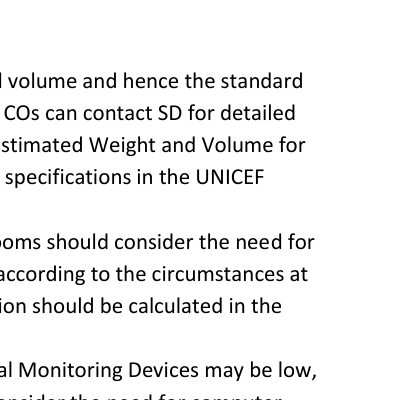 volume and hence the standard
COs can contact SD for detailed
stimated Weight and Volume for
specifications in the UNICEF
ooms should consider the need for
according to the circumstances at
ion should be calculated in the
al Monitoring Devices may be low,